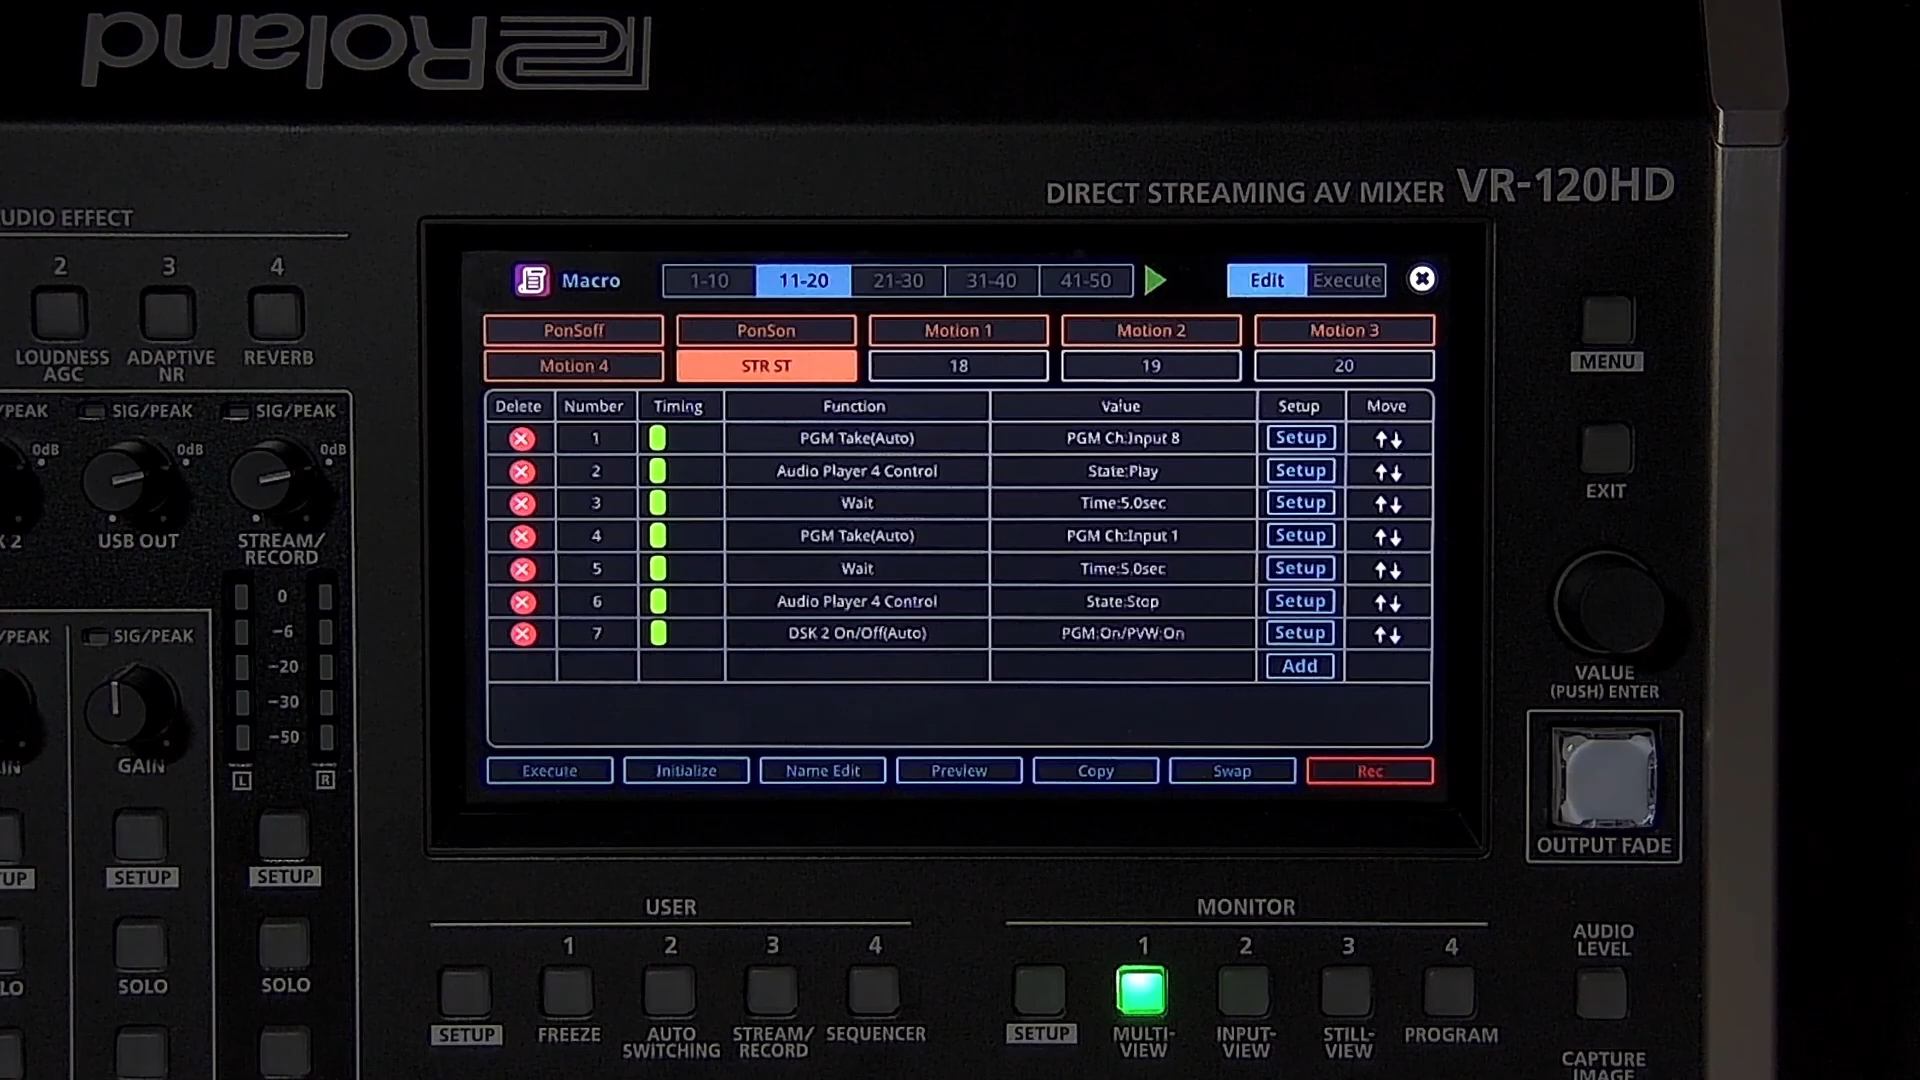 Roland
DIRECT STREAMING AV MIXER VR-120HD
UDIO EFFECT
2 3 4
LOUDNESS AGC
ADAPTIVE NR
REVERB
/PEAK SIG/PEAK SIG/PEAK
0dB 0dB 0dB
K 2 USB OUT STREAM/RECORD
0
-6
-20
-30
-50
L R
/PEAK SIG/PEAK
IN GAIN
UP SETUP SETUP
LO SOLO SOLO
Macro 1-10 11-20 21-30 31-40 41-50 Edit Execute
PonSoff PonSon Motion 1 Motion 2 Motion 3
Motion 4 STR ST 18 19 20
Delete Number Timing Function Value Setup Move
1 PGM Take(Auto) PGM Ch:Input 8 Setup
2 Audio Player 4 Control State:Play Setup
3 Wait Time:5.0sec Setup
4 PGM Take(Auto) PGM Ch:Input 1 Setup
5 Wait Time:5.0sec Setup
6 Audio Player 4 Control State:Stop Setup
7 DSK 2 On/Off(Auto) PGM:On/PVW:On Setup
Add
Execute Initialize Name Edit Preview Copy Swap Rec
MENU
EXIT
VALUE
(PUSH) ENTER
OUTPUT FADE
USER
1 2 3 4
SETUP FREEZE AUTO SWITCHING STREAM/RECORD SEQUENCER
MONITOR
1 2 3 4
SETUP MULTI-VIEW INPUT-VIEW STILL-VIEW PROGRAM
AUDIO
LEVEL
CAPTURE
IMAGE